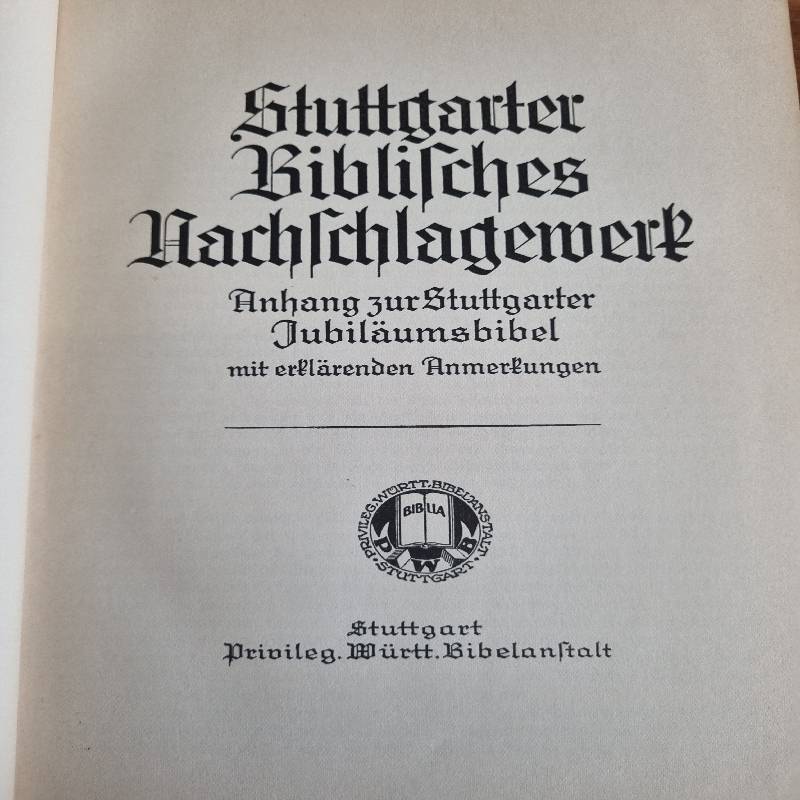 Stuttgarter
Bibliſches
Nachſchlagewerk
Anhang zur Stuttgarter
Jubiläumsbibel
mit erklärenden Anmerkungen
PRIVILEG. WÜRTT. BIBELANSTALT
BIBLIA
P W B
STUTTGART
Stuttgart
Privileg. Württ. Bibelanſtalt